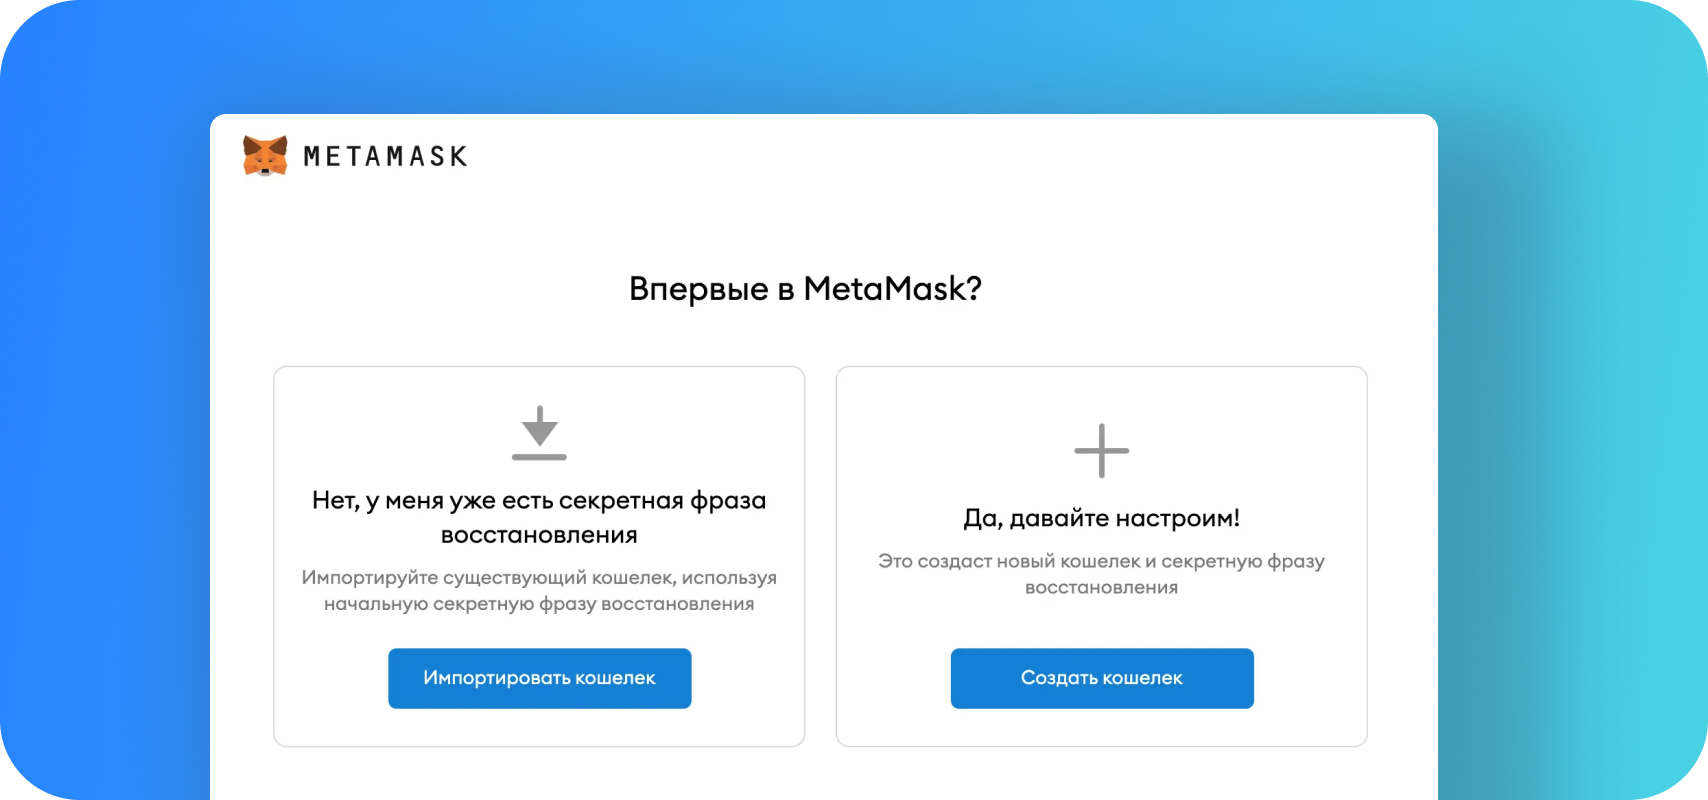 METAMASK
Впервые в MetaMask?
Нет, у меня уже есть секретная фраза
восстановления
Импортируйте существующий кошелек, используя
начальную секретную фразу восстановления
Импортировать кошелек
Да, давайте настроим!
Это создаст новый кошелек и секретную фразу
восстановления
Создать кошелек